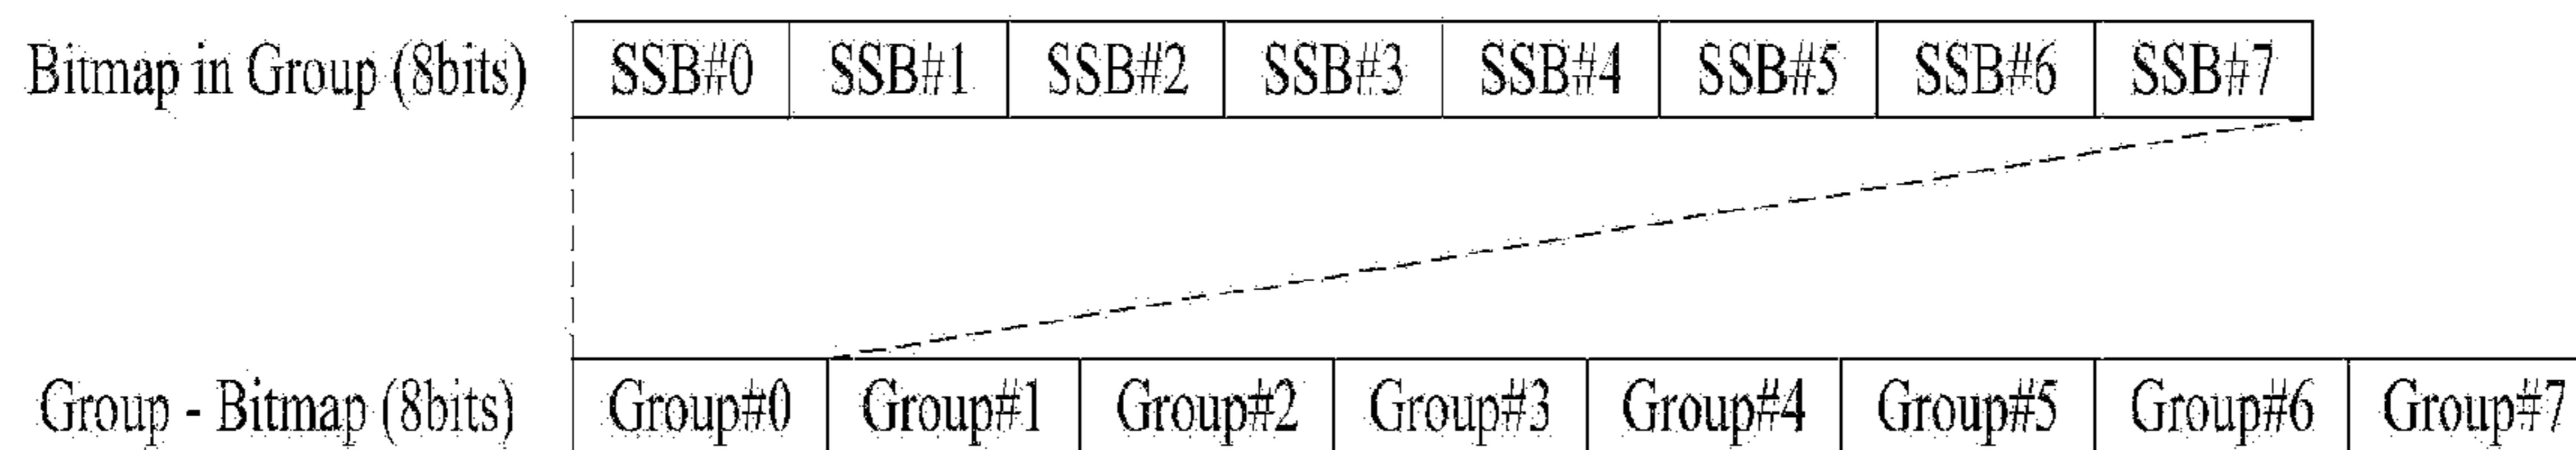 Bitmap in Group (8bits) SSB#0 SSB#1 SSB#2 SSB#3 SSB#4 SSB#5 SSB#6 SSB#7
Group - Bitmap (8bits) Group#0 Group#1 Group#2 Group#3 Group#4 Group#5 Group#6 Group#7